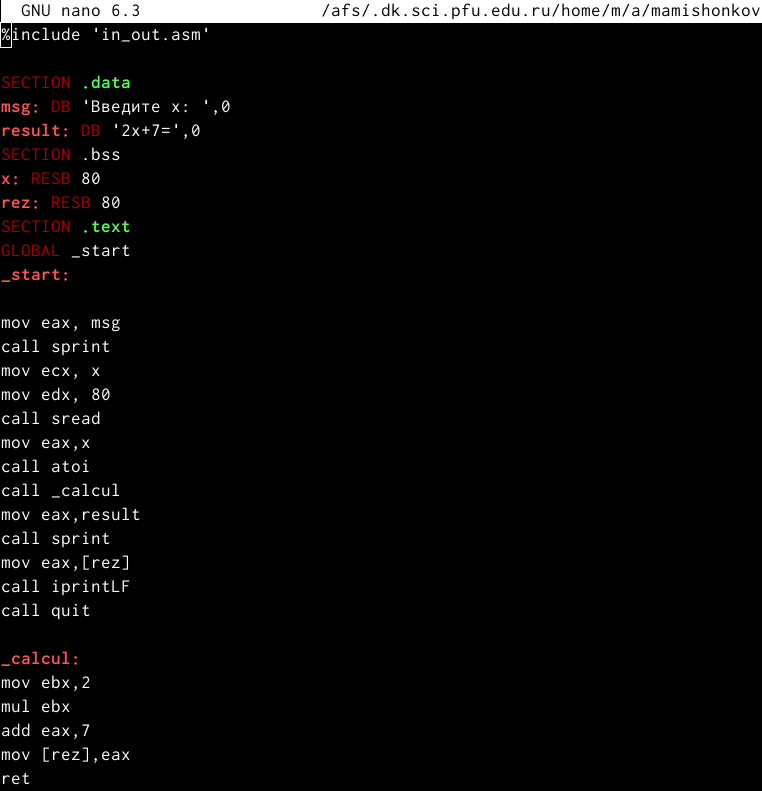 GNU nano 6.3 /afs/.dk.sci.pfu.edu.ru/home/m/a/mamishonkov
%include 'in_out.asm'
SECTION .data
msg: DB 'Введите x: ',0
result: DB '2x+7=',0
SECTION .bss
x: RESB 80
rez: RESB 80
SECTION .text
GLOBAL _start
_start:
mov eax, msg
call sprint
mov ecx, x
mov edx, 80
call sread
mov eax,x
call atoi
call _calcul
mov eax,result
call sprint
mov eax,[rez]
call iprintLF
call quit
_calcul:
mov ebx,2
mul ebx
add eax,7
mov [rez],eax
ret